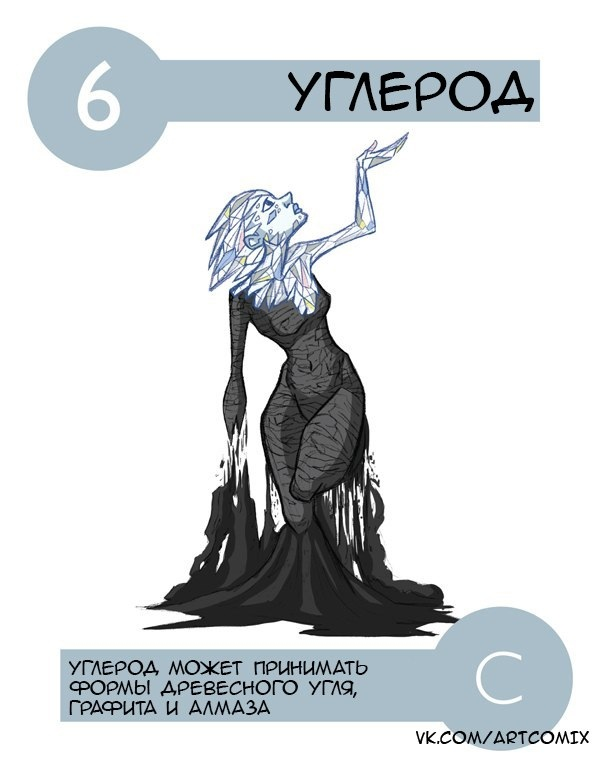 6
УГЛЕРОД
УГЛЕРОД МОЖЕТ ПРИНИМАТЬ
ФОРМЫ ДРЕВЕСНОГО УГЛЯ,
ГРАФИТА И АЛМАЗА
C
VK.COM/ARTCOMIX